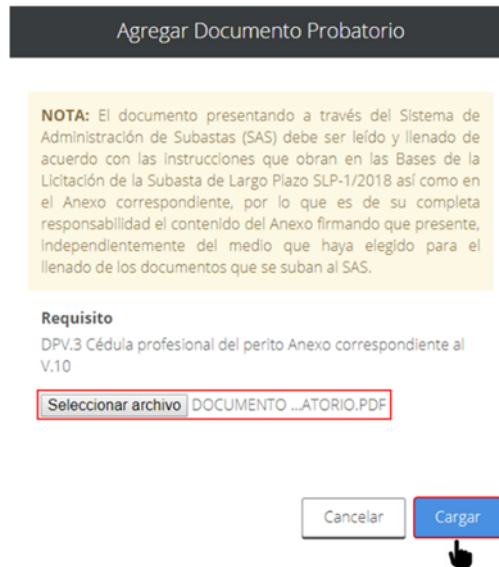 Agregar Documento Probatorio
NOTA: El documento presentando a través del Sistema de
Administración de Subastas (SAS) debe ser leído y llenado de
acuerdo con las instrucciones que obran en las Bases de la
Licitación de la Subasta de Largo Plazo SLP-1/2018 así como en
el Anexo correspondiente, por lo que es de su completa
responsabilidad el contenido del Anexo firmando que presente,
independientemente del medio que haya elegido para el
llenado de los documentos que se suban al SAS.
Requisito
DPV.3 Cédula profesional del perito Anexo correspondiente al
V.10
Seleccionar archivo DOCUMENTO ...ATORIO.PDF
Cancelar Cargar